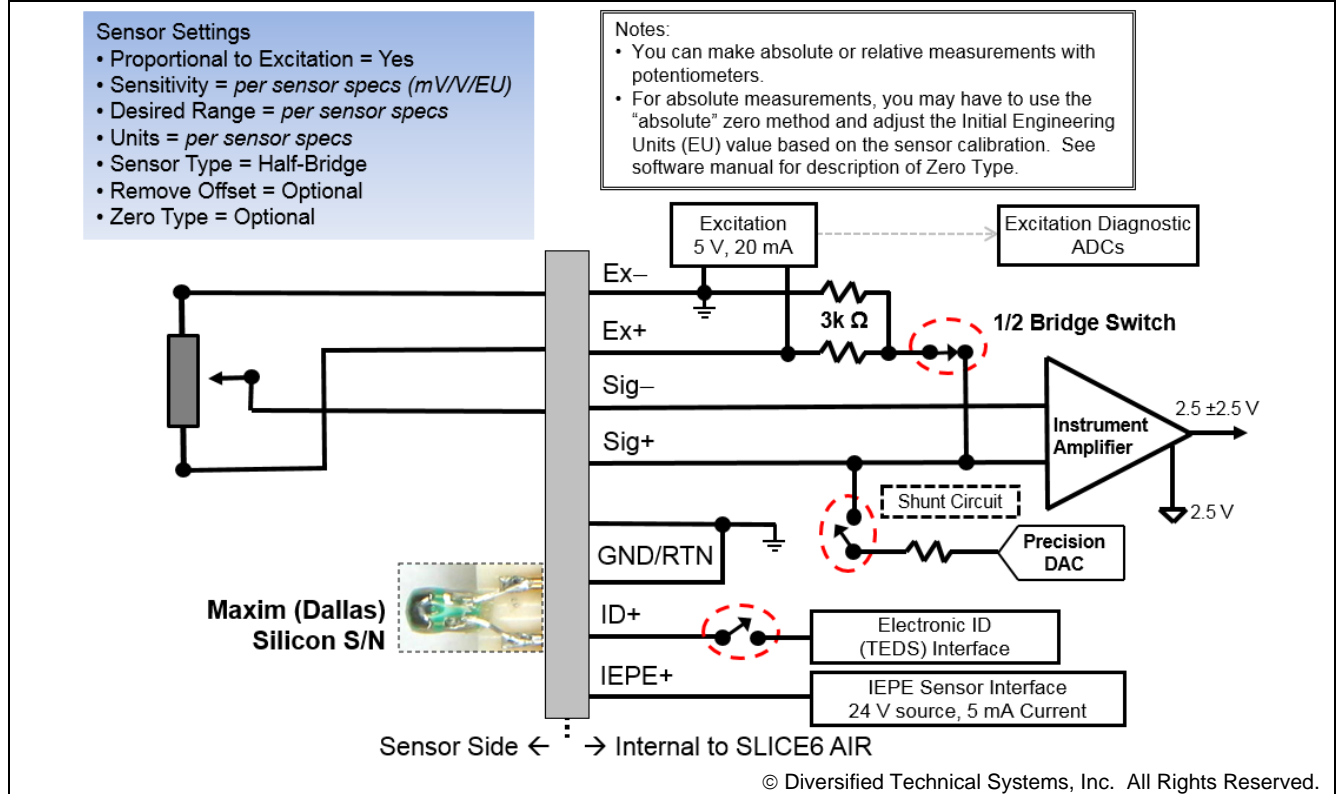 Sensor Settings
• Proportional to Excitation = Yes
• Sensitivity = per sensor specs (mV/V/EU)
• Desired Range = per sensor specs
• Units = per sensor specs
• Sensor Type = Half-Bridge
• Remove Offset = Optional
• Zero Type = Optional
Notes:
• You can make absolute or relative measurements with
potentiometers.
• For absolute measurements, you may have to use the
“absolute” zero method and adjust the Initial Engineering
Units (EU) value based on the sensor calibration. See
software manual for description of Zero Type.
Excitation
5 V, 20 mA
Excitation Diagnostic
ADCs
Ex–
3k Ω
1/2 Bridge Switch
Ex+
Sig–
2.5 ±2.5 V
Instrument
Amplifier
Sig+
Shunt Circuit
2.5 V
GND/RTN
Precision
DAC
Maxim (Dallas)
Silicon S/N
ID+
Electronic ID
(TEDS) Interface
IEPE+
IEPE Sensor Interface
24 V source, 5 mA Current
Sensor Side ← → Internal to SLICE6 AIR
© Diversified Technical Systems, Inc. All Rights Reserved.